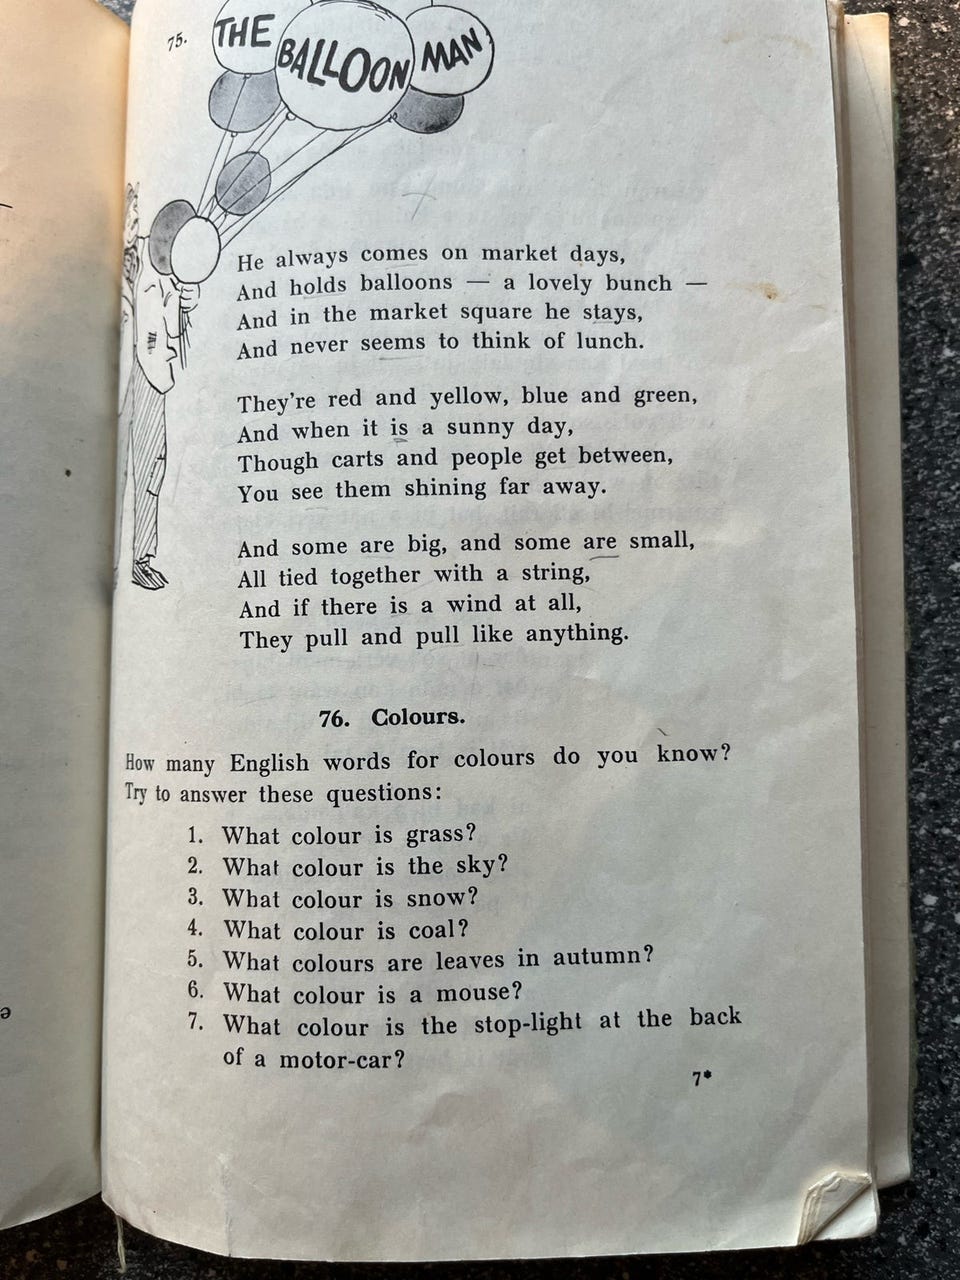 75. THE BALLOON MAN
He always comes on market days,
And holds balloons — a lovely bunch —
And in the market square he stays,
And never seems to think of lunch.
They're red and yellow, blue and green,
And when it is a sunny day,
Though carts and people get between,
You see them shining far away.
And some are big, and some are small,
All tied together with a string,
And if there is a wind at all,
They pull and pull like anything.
76. Colours.
How many English words for colours do you know?
Try to answer these questions:
1. What colour is grass?
2. What colour is the sky?
3. What colour is snow?
4. What colour is coal?
5. What colours are leaves in autumn?
6. What colour is a mouse?
7. What colour is the stop-light at the back
of a motor-car?
7*